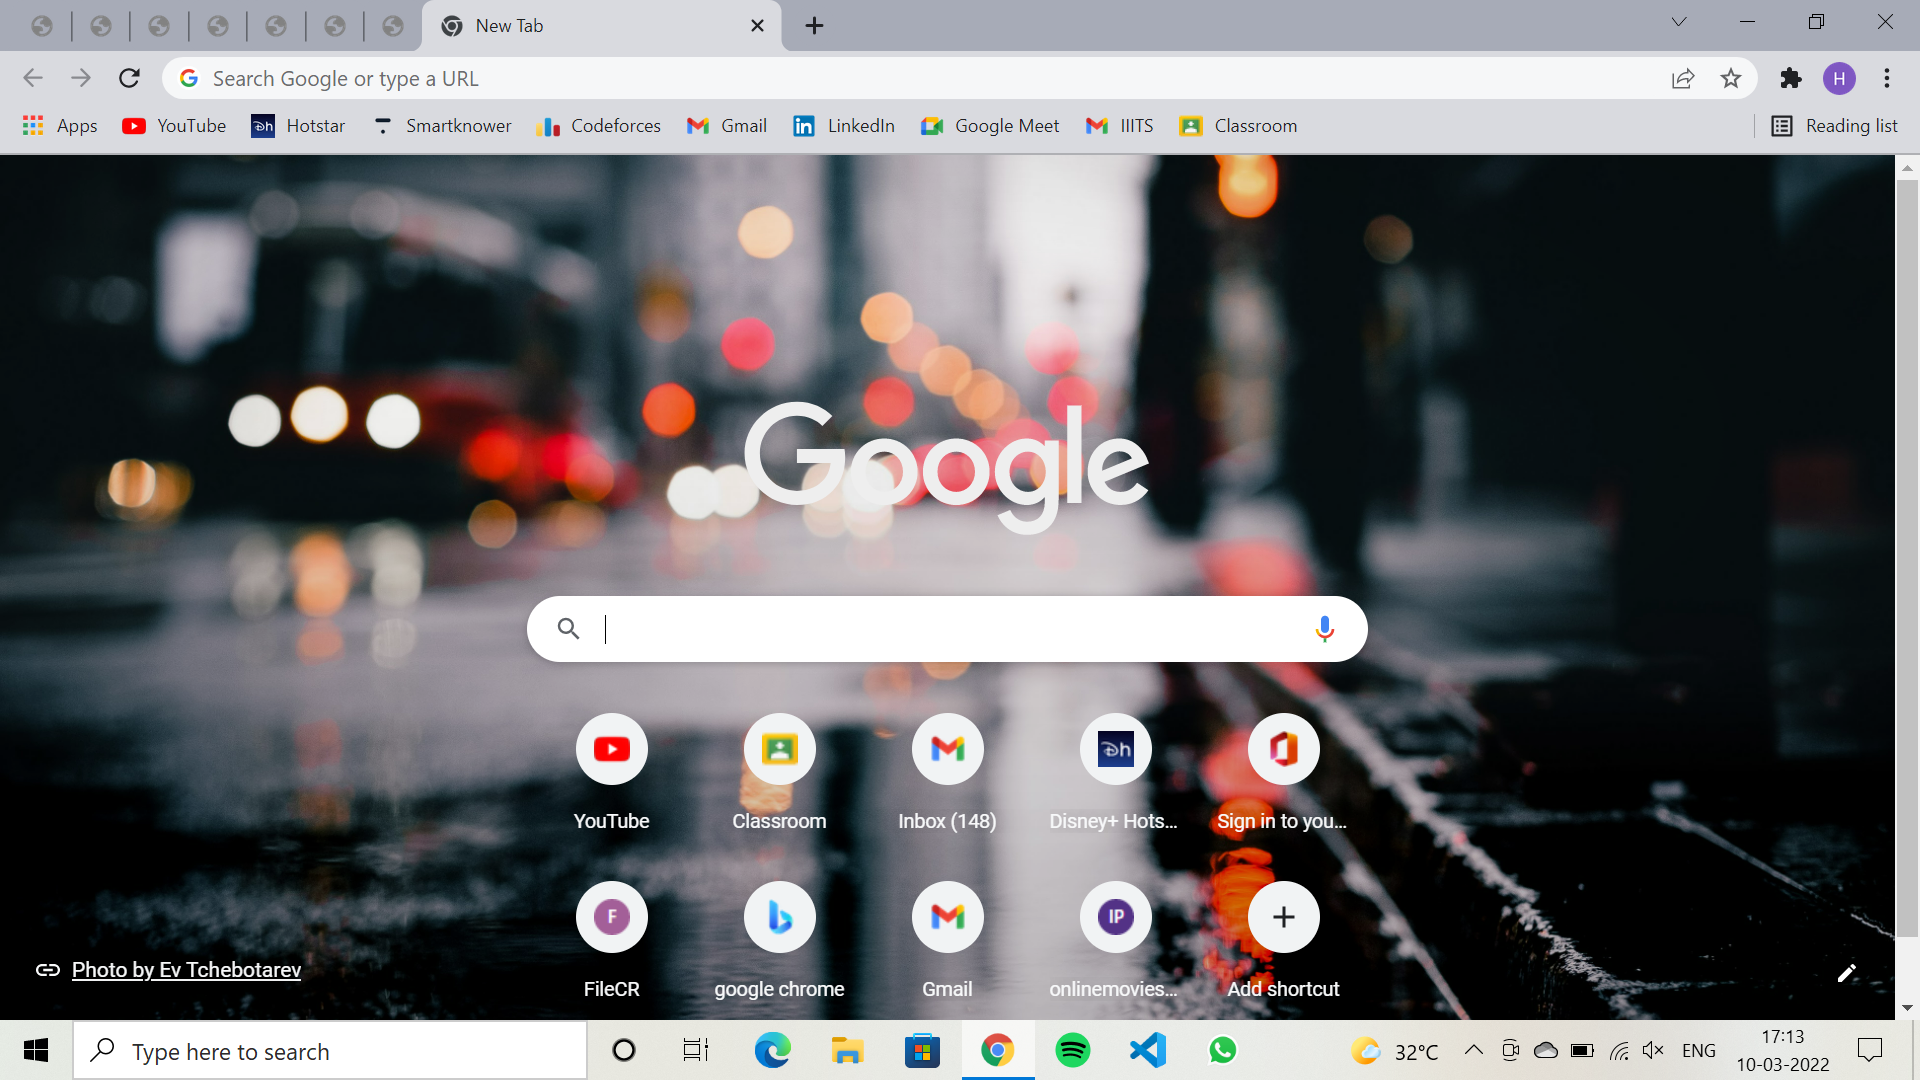 New Tab
Search Google or type a URL
H
Apps
YouTube
Hotstar
Smartknower
Codeforces
Gmail
LinkedIn
Google Meet
IIITS
Classroom
Reading list
Google
YouTube
Classroom
Inbox (148)
Disney+ Hots...
Sign in to you...
F
IP
FileCR
google chrome
Gmail
onlinemovies...
Add shortcut
Photo by Ev Tchebotarev
Type here to search
32°C
ENG
17:13
10-03-2022